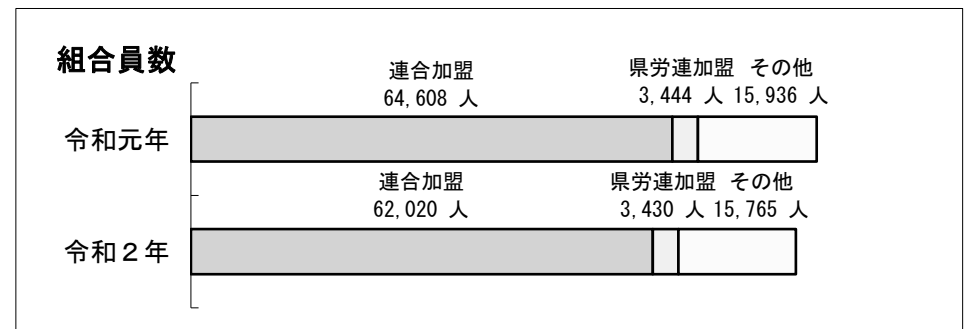 組合員数
連合加盟 県労連加盟 その他
64,608 人 3,444 人 15,936 人
令和元年
連合加盟 県労連加盟 その他
62,020 人 3,430 人 15,765 人
令和２年